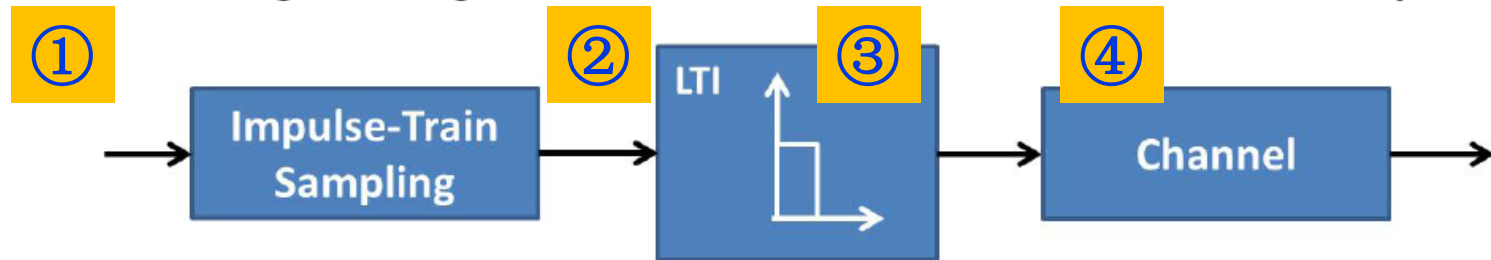 ① ② ③ ④
LTI
Impulse-Train
Sampling
Channel